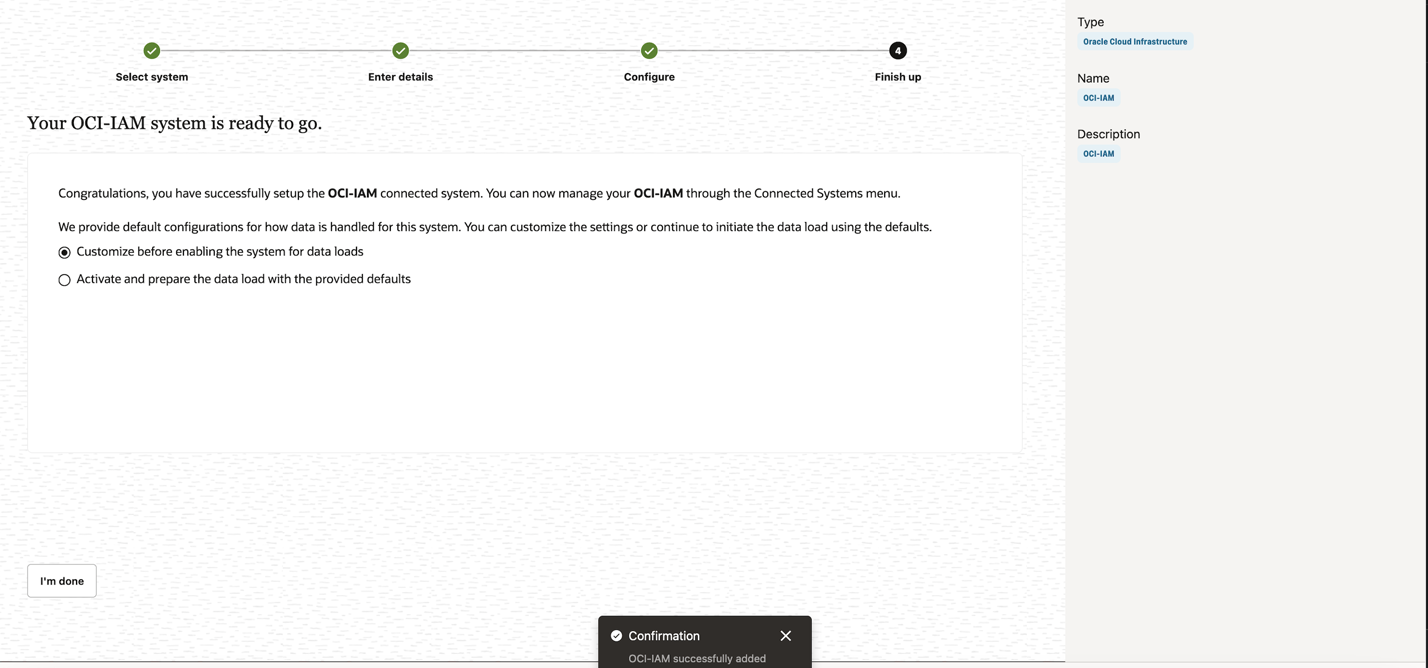 4
Select system
Enter details
Configure
Finish up
Your OCI-IAM system is ready to go.
Congratulations, you have successfully setup the OCI-IAM connected system. You can now manage your OCI-IAM through the Connected Systems menu.
We provide default configurations for how data is handled for this system. You can customize the settings or continue to initiate the data load using the defaults.
Customize before enabling the system for data loads
Activate and prepare the data load with the provided defaults
I'm done
Confirmation
OCI-IAM successfully added
Type
Oracle Cloud Infrastructure
Name
OCI-IAM
Description
OCI-IAM